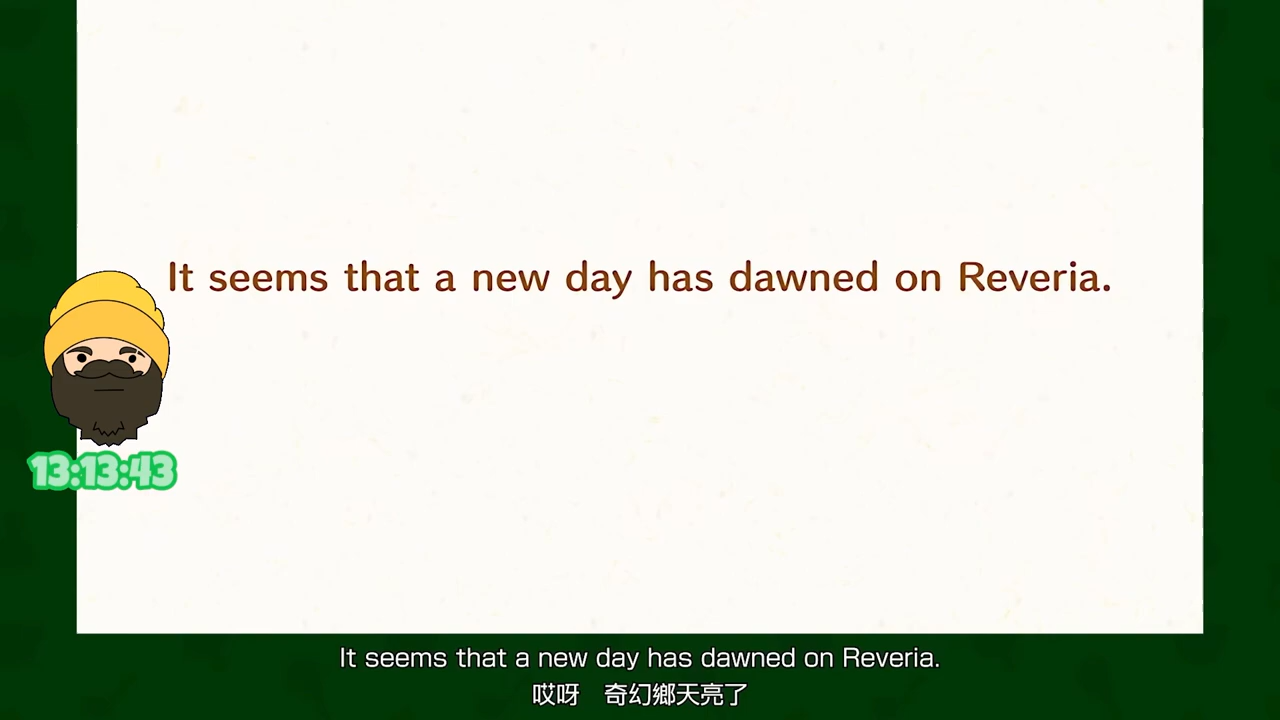 It seems that a new day has dawned on Reveria.
13:13:43
It seems that a new day has dawned on Reveria.
哎呀　奇幻鄉天亮了